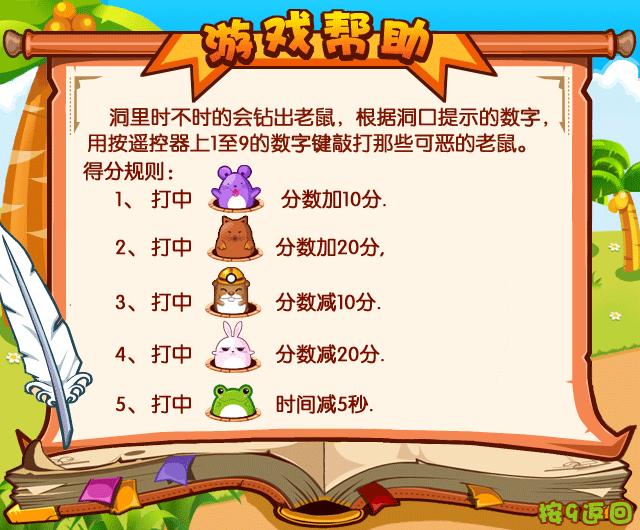 游戏帮助
洞里时不时的会钻出老鼠，根据洞口提示的数字，
用按遥控器上1至9的数字键敲打那些可恶的老鼠。
得分规则：
1、 打中 分数加10分.
2、 打中 分数加20分,
3、 打中 分数减10分.
4、 打中 分数减20分.
5、 打中 时间减5秒.
按9返回